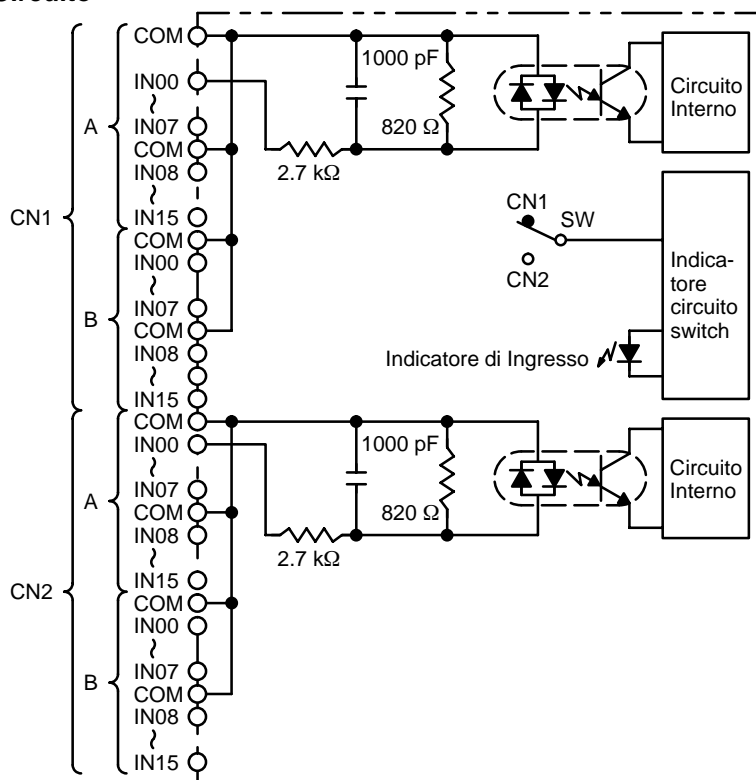 Circuito
COM
IN00
IN07
COM
IN08
IN15
COM
IN00
IN07
COM
IN08
IN15
A
B
CN1
1000 pF
820 Ω
2.7 kΩ
Circuito
Interno
CN1
SW
CN2
Indica-
tore
circuito
switch
Indicatore di Ingresso
COM
IN00
IN07
COM
IN08
IN15
COM
IN00
IN07
COM
IN08
IN15
A
B
CN2
1000 pF
820 Ω
2.7 kΩ
Circuito
Interno